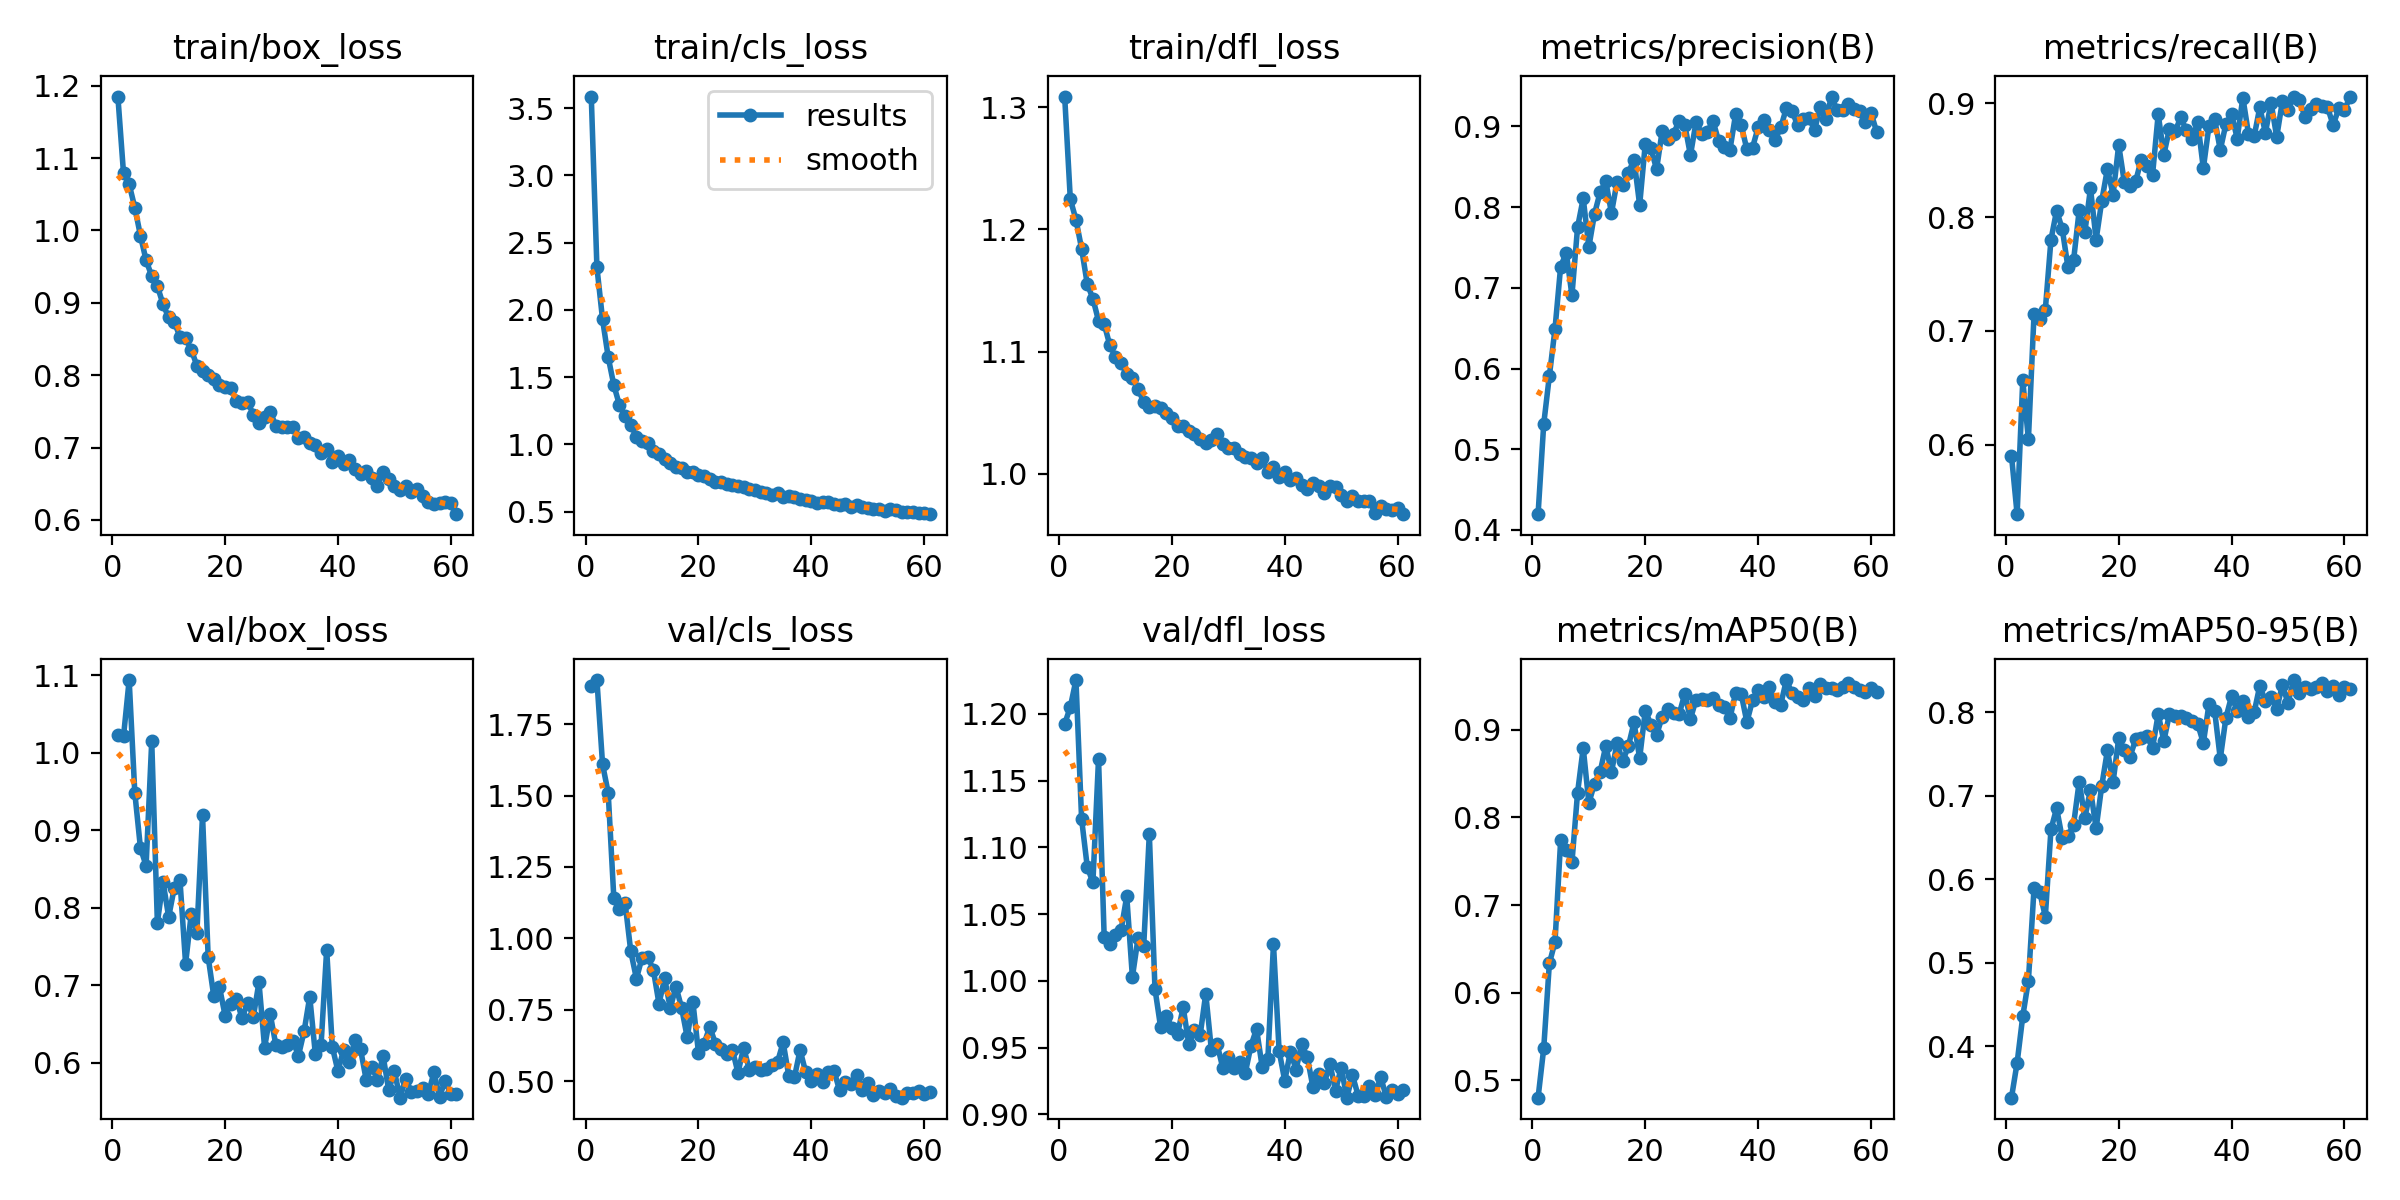 train/box_loss
1.2
1.1
1.0
0.9
0.8
0.7
0.6
0 20 40 60
train/cls_loss
results
smooth
3.5
3.0
2.5
2.0
1.5
1.0
0.5
0 20 40 60
train/dfl_loss
1.3
1.2
1.1
1.0
0 20 40 60
metrics/precision(B)
0.9
0.8
0.7
0.6
0.5
0.4
0 20 40 60
metrics/recall(B)
0.9
0.8
0.7
0.6
0 20 40 60
val/box_loss
1.1
1.0
0.9
0.8
0.7
0.6
0 20 40 60
val/cls_loss
1.75
1.50
1.25
1.00
0.75
0.50
0 20 40 60
val/dfl_loss
1.20
1.15
1.10
1.05
1.00
0.95
0.90
0 20 40 60
metrics/mAP50(B)
0.9
0.8
0.7
0.6
0.5
0 20 40 60
metrics/mAP50-95(B)
0.8
0.7
0.6
0.5
0.4
0 20 40 60